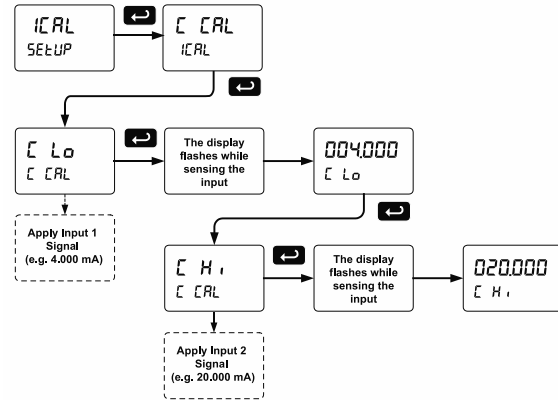 ICAL
SEtUP
C CAL
ICAL
C Lo
C CAL
The display
flashes while
sensing the
input
004.000
C Lo
Apply Input 1
Signal
(e.g. 4.000 mA)
C Hi
C CAL
The display
flashes while
sensing the
input
020.000
C Hi
Apply Input 2
Signal
(e.g. 20.000 mA)